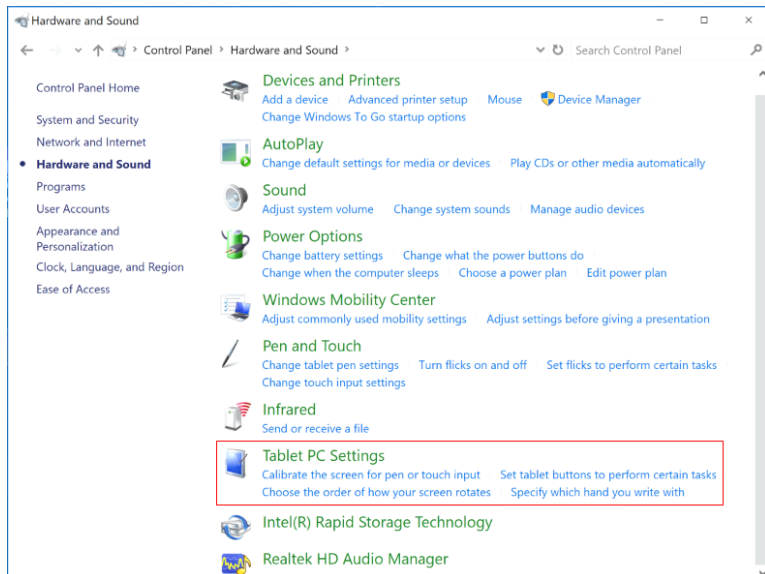 Hardware and Sound
Control Panel > Hardware and Sound >
Search Control Panel
Control Panel Home
System and Security
Network and Internet
Hardware and Sound
Programs
User Accounts
Appearance and
Personalization
Clock, Language, and Region
Ease of Access
Devices and Printers
Add a device Advanced printer setup Mouse Device Manager
Change Windows To Go startup options
AutoPlay
Change default settings for media or devices Play CDs or other media automatically
Sound
Adjust system volume Change system sounds Manage audio devices
Power Options
Change battery settings Change what the power buttons do
Change when the computer sleeps Choose a power plan Edit power plan
Windows Mobility Center
Adjust commonly used mobility settings Adjust settings before giving a presentation
Pen and Touch
Change tablet pen settings Turn flicks on and off Set flicks to perform certain tasks
Change touch input settings
Infrared
Send or receive a file
Tablet PC Settings
Calibrate the screen for pen or touch input Set tablet buttons to perform certain tasks
Choose the order of how your screen rotates Specify which hand you write with
Intel(R) Rapid Storage Technology
Realtek HD Audio Manager